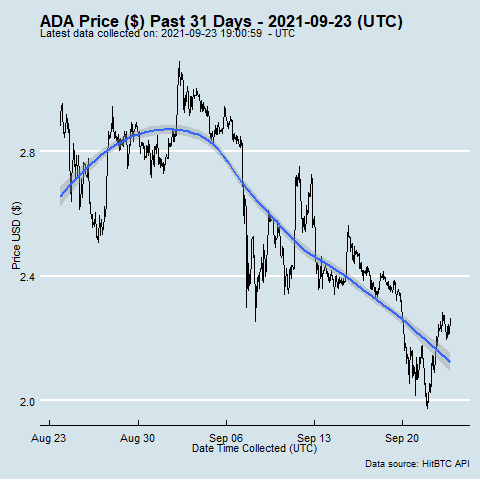 ADA Price ($) Past 31 Days - 2021-09-23 (UTC)
Latest data collected on: 2021-09-23 19:00:59 - UTC
Price USD ($)
2.8
2.4
2.0
Aug 23 Aug 30 Sep 06 Sep 13 Sep 20
Date Time Collected (UTC)
Data source: HitBTC API